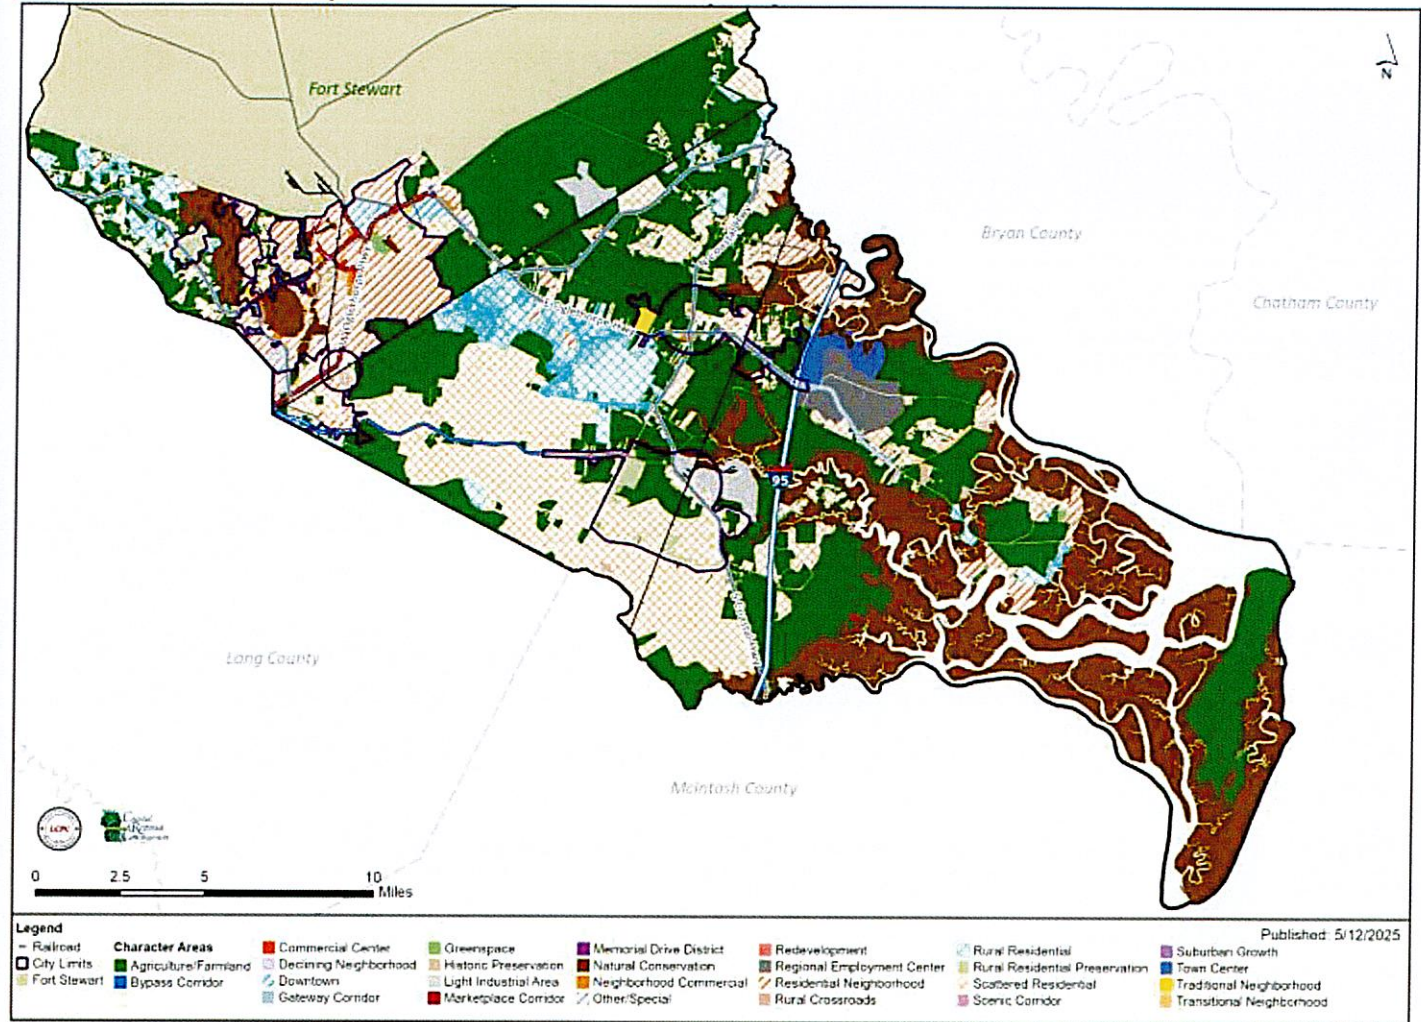 Fort Stewart
N
Bryan County
Chatham County
95
Long County
McIntosh County
LCPC
0 2.5 5 10
Miles
Legend
Railroad
City Limits
Fort Stewart
Character Areas
Agriculture/Farmland
Bypass Corridor
Commercial Center
Declining Neighborhood
Downtown
Gateway Corridor
Greenspace
Historic Preservation
Light Industrial Area
Marketplace Corridor
Memorial Drive District
Natural Conservation
Neighborhood Commercial
Other/Special
Redevelopment
Regional Employment Center
Residential Neighborhood
Rural Crossroads
Rural Residential
Rural Residential Preservation
Scattered Residential
Scenic Corridor
Published: 5/12/2025
Suburban Growth
Town Center
Traditional Neighborhood
Transitional Neighborhood